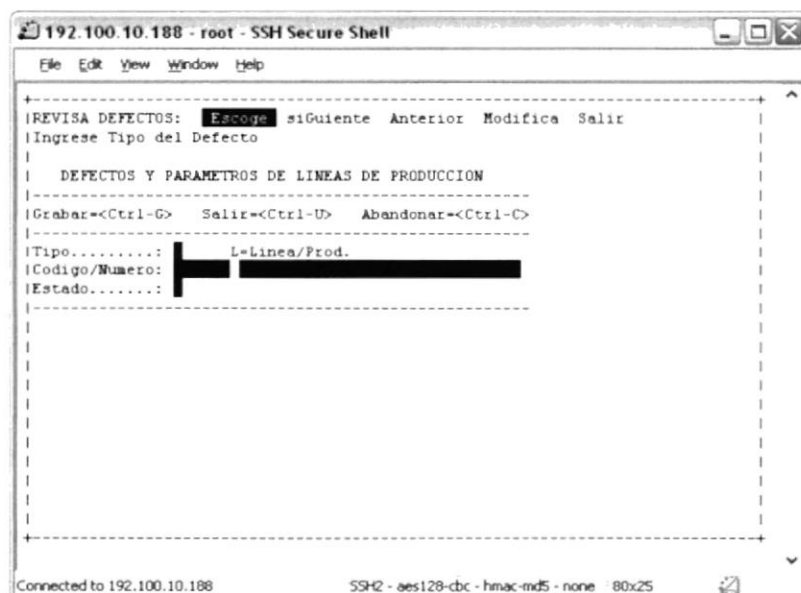 192.100.10.188 - root - SSH Secure Shell
File Edit View Window Help
REVISA DEFECTOS: Escoge siGuiente Anterior Modifica Salir
Ingrese Tipo del Defecto
DEFECTOS Y PARAMETROS DE LINEAS DE PRODUCCION
Grabar=<Ctrl-G> Salir=<Ctrl-U> Abandonar=<Ctrl-C>
Tipo.........: L=Linea/Prod.
Codigo/Numero:
Estado.......:
Connected to 192.100.10.188 SSH2 - aes128-cbc - hmac-md5 - none 80x25